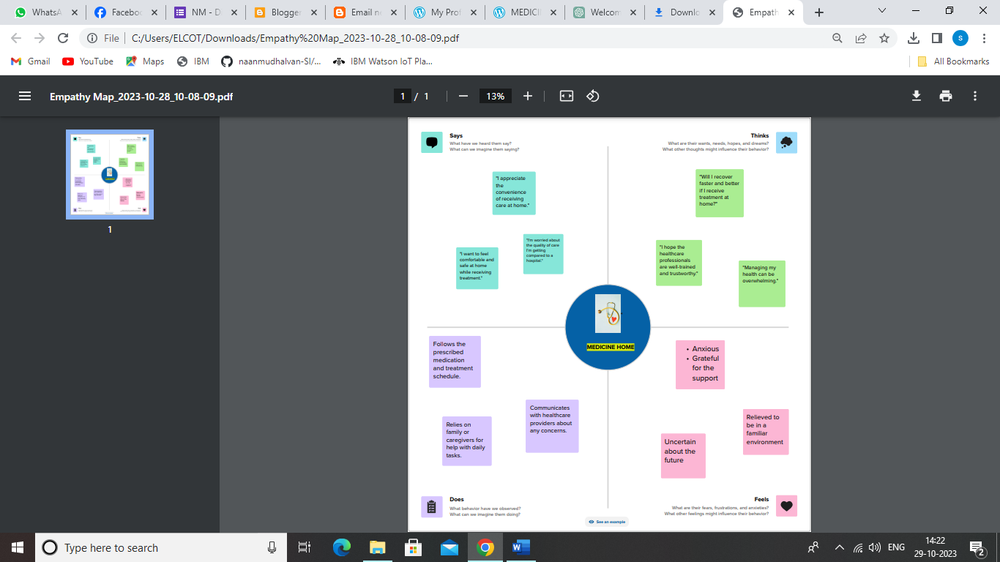 WhatsA
Faceboo
NM - D
Blogger
Email n
My Prof
MEDICI
Welcom
Downlo
Empath
File
C:/Users/ELCOT/Downloads/Empathy%20Map_2023-10-28_10-08-09.pdf
s
Gmail
YouTube
Maps
IBM
naanmudhalvan-SI/...
IBM Watson IoT Pla...
All Bookmarks
Empathy Map_2023-10-28_10-08-09.pdf
1 / 1
13%
1
Says
What have we heard them say?
What can we imagine them saying?
Thinks
What are their wants, needs, hopes, and dreams?
What other thoughts might influence their behavior?
"I appreciate
the
convenience
of receiving
care at home."
"I'm worried about
the quality of care
I'm getting
compared to a
hospital."
"I want to feel
comfortable and
safe at home
while receiving
treatment."
"Will I recover
faster and better
if I receive
treatment at
home?"
"I hope the
healthcare
professionals
are well-trained
and trustworthy."
"Managing my
health can be
overwhelming."
MEDICINE HOME
Follows the
prescribed
medication
and treatment
schedule.
Communicates
with healthcare
providers about
any concerns.
Relies on
family or
caregivers for
help with daily
tasks.
• Anxious
• Grateful
for the
support
Relieved to
be in a
familiar
environment
Uncertain
about the
future
Does
What behavior have we observed?
What can we imagine them doing?
Feels
What are their fears, frustrations, and anxieties?
What other feelings might influence their behavior?
See an example
Type here to search
ENG
14:22
29-10-2023
2